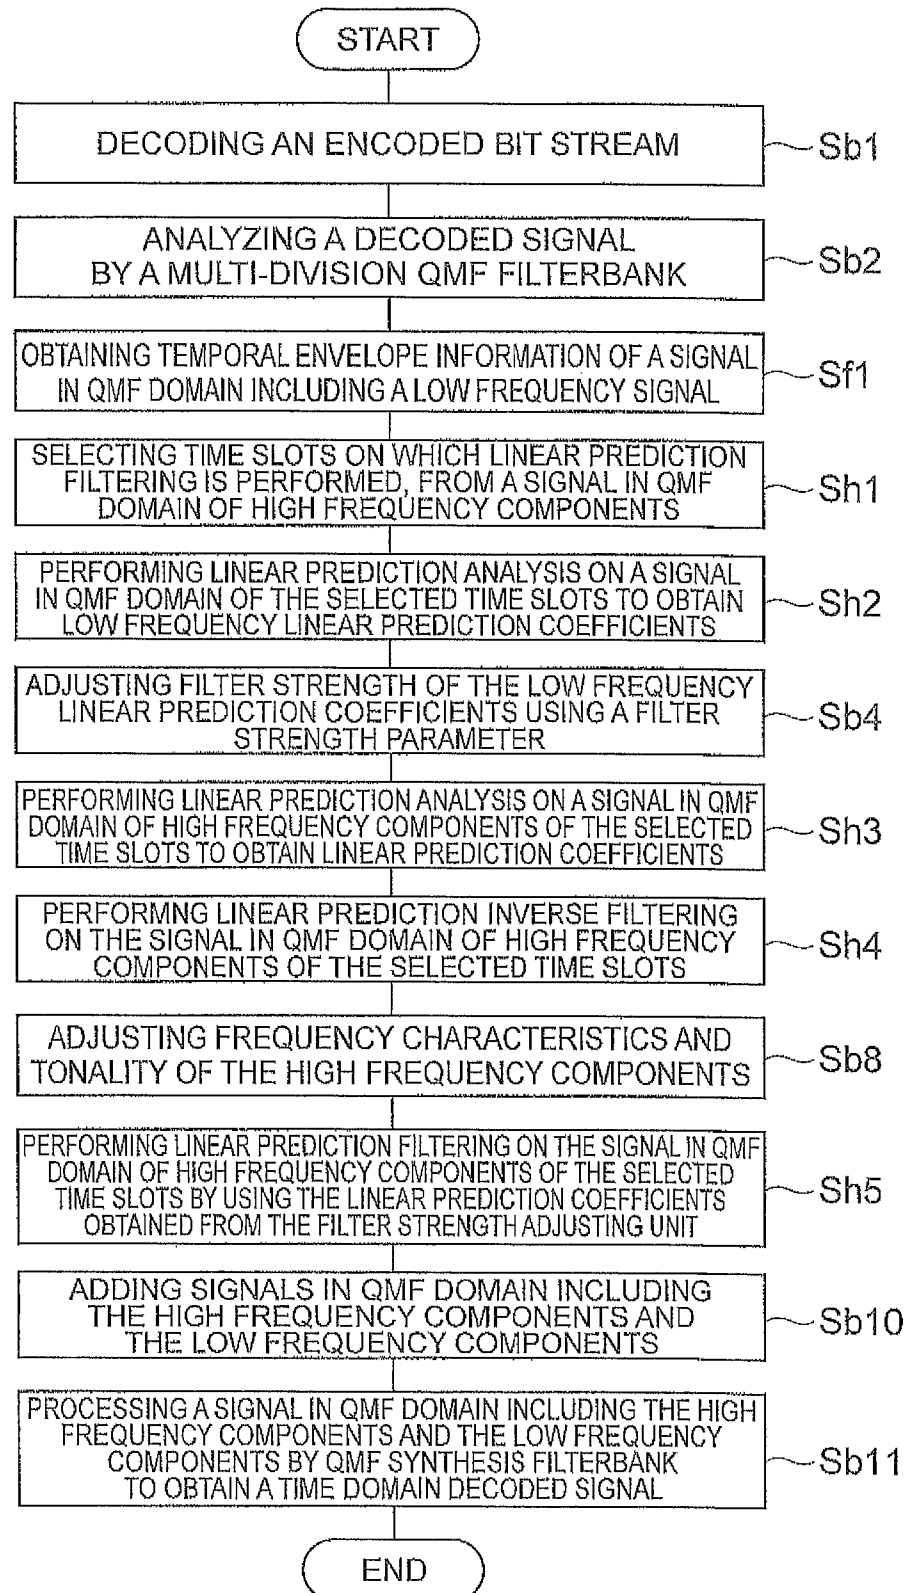 START
DECODING AN ENCODED BIT STREAM
Sb1
ANALYZING A DECODED SIGNAL
BY A MULTI-DIVISION QMF FILTERBANK
Sb2
OBTAINING TEMPORAL ENVELOPE INFORMATION OF A SIGNAL
IN QMF DOMAIN INCLUDING A LOW FREQUENCY SIGNAL
Sf1
SELECTING TIME SLOTS ON WHICH LINEAR PREDICTION
FILTERING IS PERFORMED, FROM A SIGNAL IN QMF
DOMAIN OF HIGH FREQUENCY COMPONENTS
Sh1
PERFORMING LINEAR PREDICTION ANALYSIS ON A SIGNAL
IN QMF DOMAIN OF THE SELECTED TIME SLOTS TO OBTAIN
LOW FREQUENCY LINEAR PREDICTION COEFFICIENTS
Sh2
ADJUSTING FILTER STRENGTH OF THE LOW FREQUENCY
LINEAR PREDICTION COEFFICIENTS USING A FILTER
STRENGTH PARAMETER
Sb4
PERFORMING LINEAR PREDICTION ANALYSIS ON A SIGNAL IN QMF
DOMAIN OF HIGH FREQUENCY COMPONENTS OF THE SELECTED
TIME SLOTS TO OBTAIN LINEAR PREDICTION COEFFICIENTS
Sh3
PERFORMNG LINEAR PREDICTION INVERSE FILTERING
ON THE SIGNAL IN QMF DOMAIN OF HIGH FREQUENCY
COMPONENTS OF THE SELECTED TIME SLOTS
Sh4
ADJUSTING FREQUENCY CHARACTERISTICS AND
TONALITY OF THE HIGH FREQUENCY COMPONENTS
Sb8
PERFORMING LINEAR PREDICTION FILTERING ON THE SIGNAL IN QMF
DOMAIN OF HIGH FREQUENCY COMPONENTS OF THE SELECTED
TIME SLOTS BY USING THE LINEAR PREDICTION COEFFICIENTS
OBTAINED FROM THE FILTER STRENGTH ADJUSTING UNIT
Sh5
ADDING SIGNALS IN QMF DOMAIN INCLUDING
THE HIGH FREQUENCY COMPONENTS AND
THE LOW FREQUENCY COMPONENTS
Sb10
PROCESSING A SIGNAL IN QMF DOMAIN INCLUDING THE HIGH
FREQUENCY COMPONENTS AND THE LOW FREQUENCY
COMPONENTS BY QMF SYNTHESIS FILTERBANK
TO OBTAIN A TIME DOMAIN DECODED SIGNAL
Sb11
END